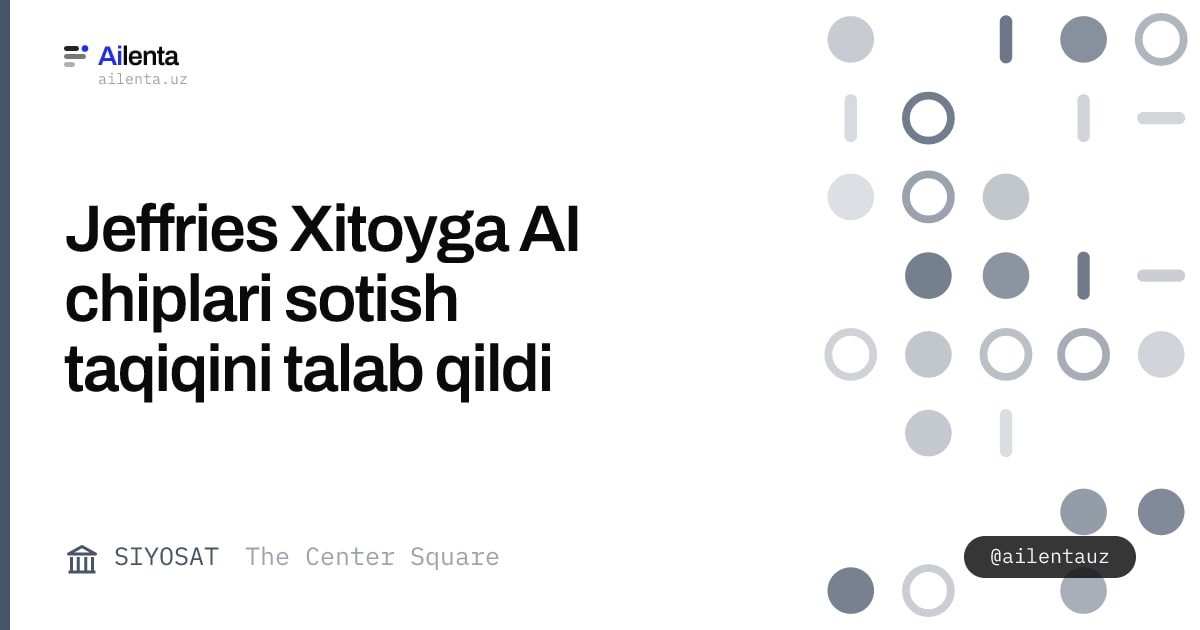 Ailenta
ailenta.uz
Jeffries Xitoyga AI
chiplari sotish
taqiqini talab qildi
SIYOSAT The Center Square
@ailentauz